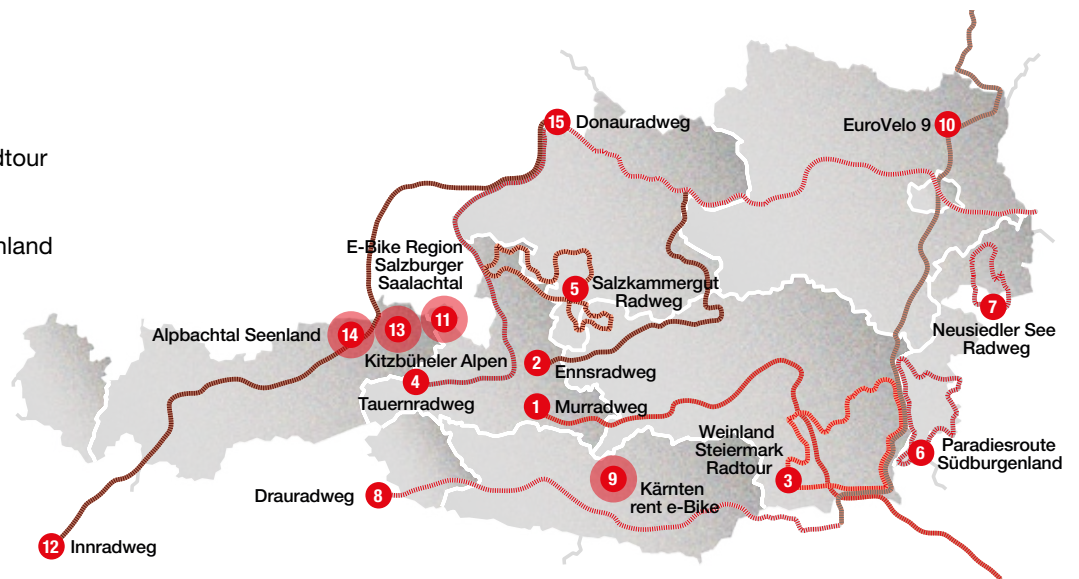 dtour
nland
15 Donauradweg
EuroVelo 9 10
E-Bike Region
Salzburger
Saalachtal
11
5 Salzkammergut
Radweg
7
Neusiedler See
Radweg
Alpbachtal Seenland 14
13
Kitzbüheler Alpen
2
Ennsradweg
4
Tauernradweg
1 Murradweg
Weinland
Steiermark
Radtour
3
6 Paradiesroute
Südburgenland
Drauradweg 8
9
Kärnten
rent e-Bike
12 Innradweg